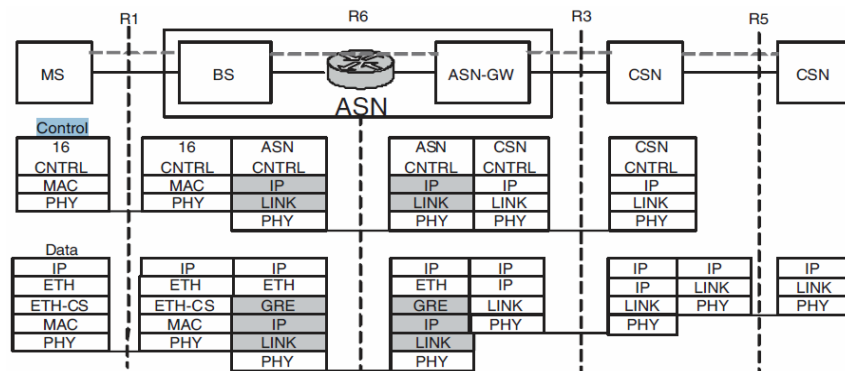 R1 R6 R3 R5
MS BS ASN-GW CSN CSN
ASN
Control
16 16 ASN ASN CSN CSN
CNTRL CNTRL CNTRL CNTRL CNTRL CNTRL
MAC MAC IP IP IP IP
PHY PHY LINK LINK LINK LINK
PHY PHY PHY PHY
Data
IP IP IP IP IP IP IP IP
ETH ETH ETH ETH IP IP LINK LINK
ETH-CS ETH-CS GRE GRE LINK LINK PHY PHY
MAC MAC IP IP PHY PHY
PHY PHY LINK LINK
PHY PHY